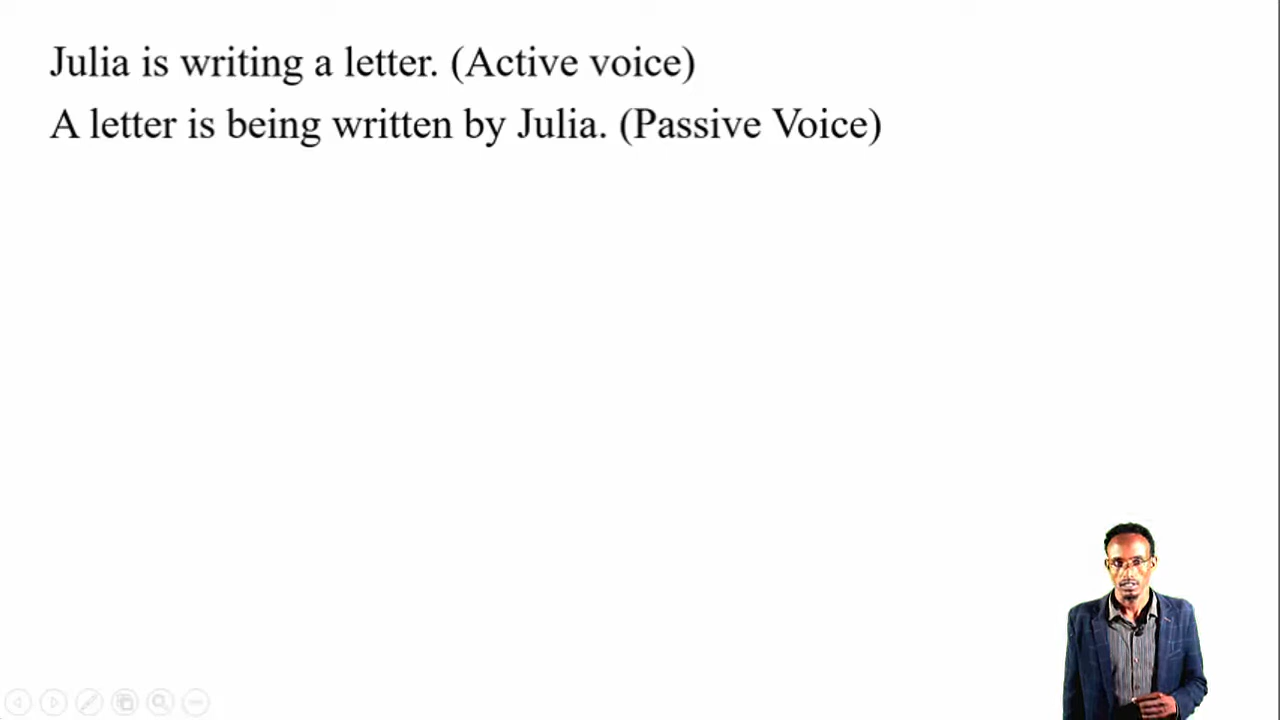 Julia is writing a letter. (Active voice)
A letter is being written by Julia. (Passive Voice)